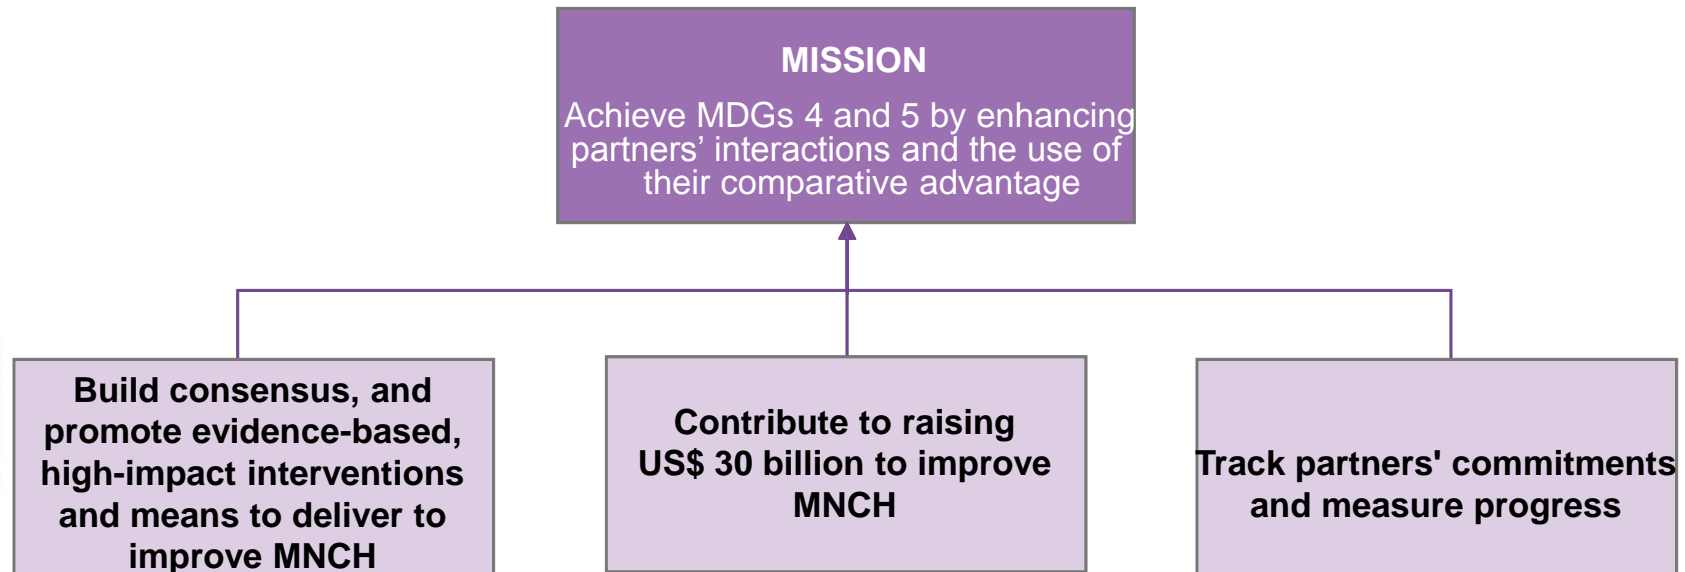 MISSION
Achieve MDGs 4 and 5 by enhancing
partners’ interactions and the use of
their comparative advantage
Build consensus, and
promote evidence-based,
high-impact interventions
and means to deliver to
improve MNCH
Contribute to raising
US$ 30 billion to improve
MNCH
Track partners' commitments
and measure progress